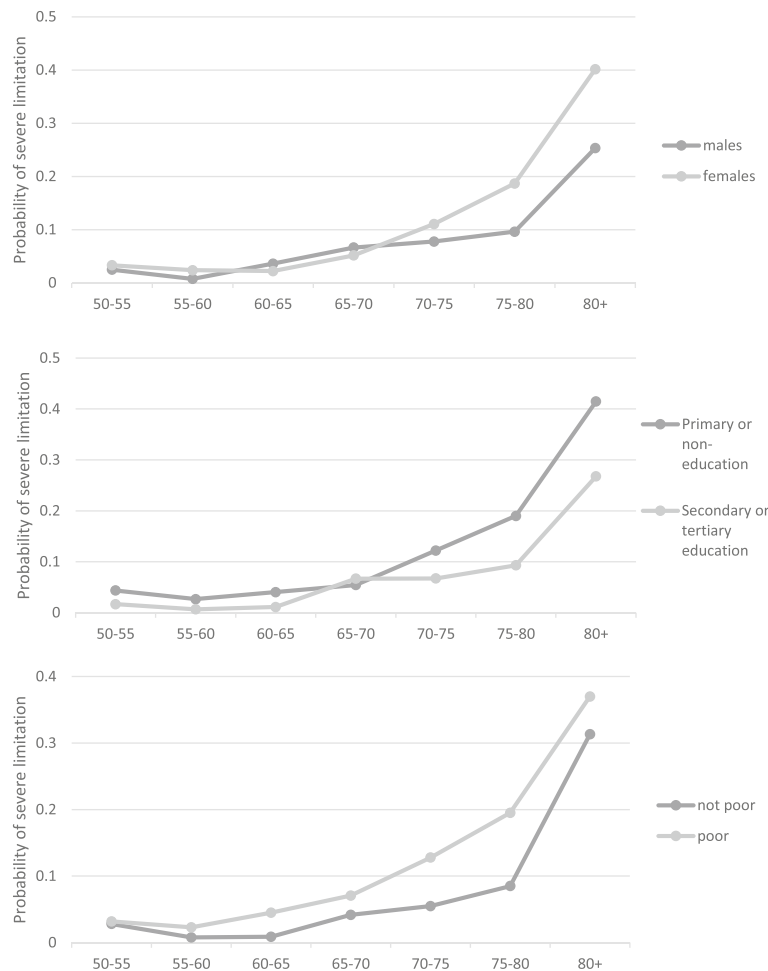 Probability of severe limitation
0.5
0.4
0.3
0.2
0.1
0
50-55 55-60 60-65 65-70 70-75 75-80 80+
males
females
Probability of severe limitation
0.5
0.4
0.3
0.2
0.1
0
50-55 55-60 60-65 65-70 70-75 75-80 80+
Primary or
non-
education
Secondary or
tertiary
education
Probability of severe limitation
0.4
0.3
0.2
0.1
0
50-55 55-60 60-65 65-70 70-75 75-80 80+
not poor
poor